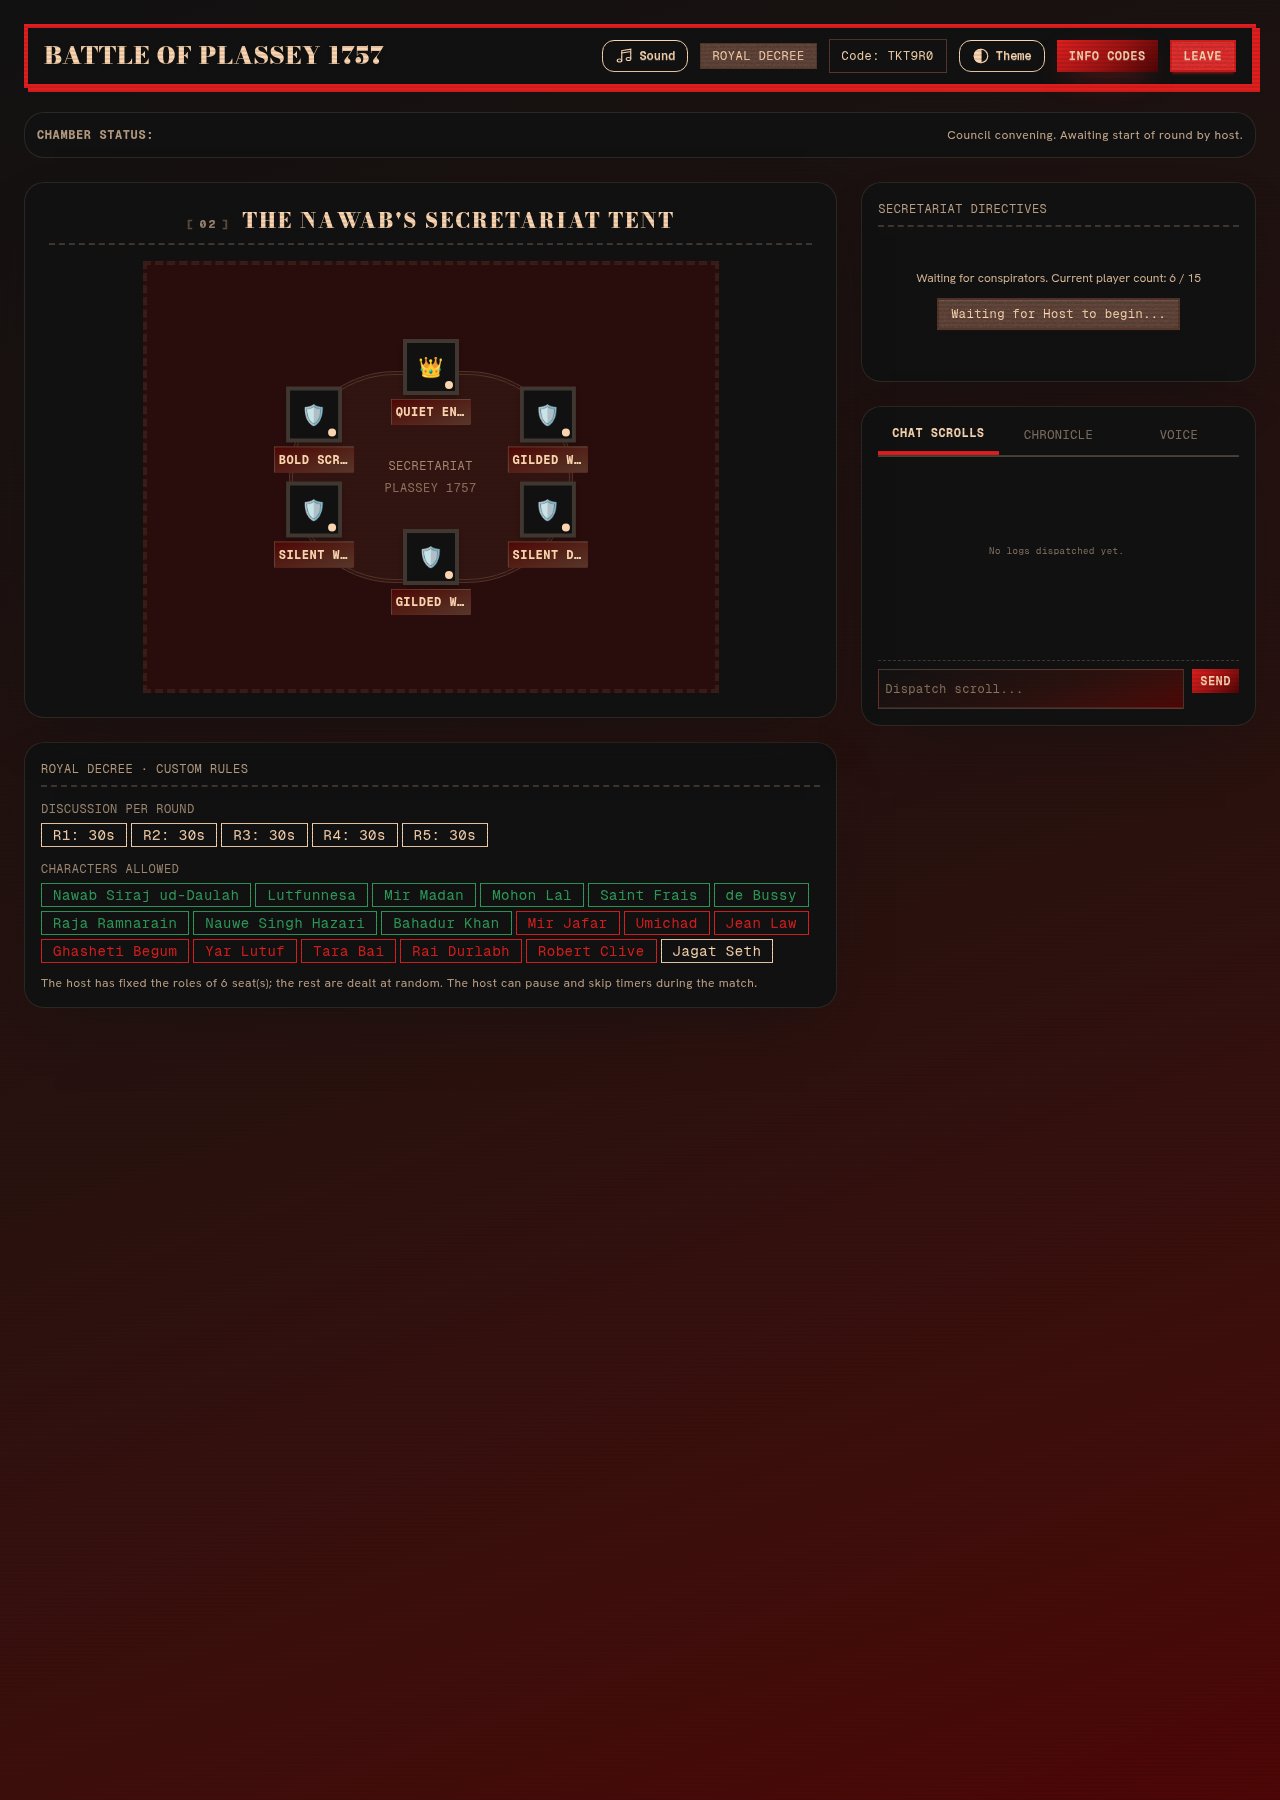 BATTLE OF PLASSEY 1757
Sound
ROYAL DECREE
Code: TKT9R0
Theme
INFO CODES
LEAVE
CHAMBER STATUS:
Council convening. Awaiting start of round by host.
[ 02 ] THE NAWAB'S SECRETARIAT TENT
QUIET EN…
BOLD SCR…
GILDED W…
SECRETARIAT
PLASSEY 1757
SILENT W…
SILENT D…
GILDED W…
SECRETARIAT DIRECTIVES
Waiting for conspirators. Current player count: 6 / 15
Waiting for Host to begin...
CHAT SCROLLS
CHRONICLE
VOICE
No logs dispatched yet.
Dispatch scroll...
SEND
ROYAL DECREE · CUSTOM RULES
DISCUSSION PER ROUND
R1: 30s R2: 30s R3: 30s R4: 30s R5: 30s
CHARACTERS ALLOWED
Nawab Siraj ud-Daulah Lutfunnesa Mir Madan Mohon Lal Saint Frais de Bussy
Raja Ramnarain Nauwe Singh Hazari Bahadur Khan Mir Jafar Umichad Jean Law
Ghasheti Begum Yar Lutuf Tara Bai Rai Durlabh Robert Clive Jagat Seth
The host has fixed the roles of 6 seat(s); the rest are dealt at random. The host can pause and skip timers during the match.